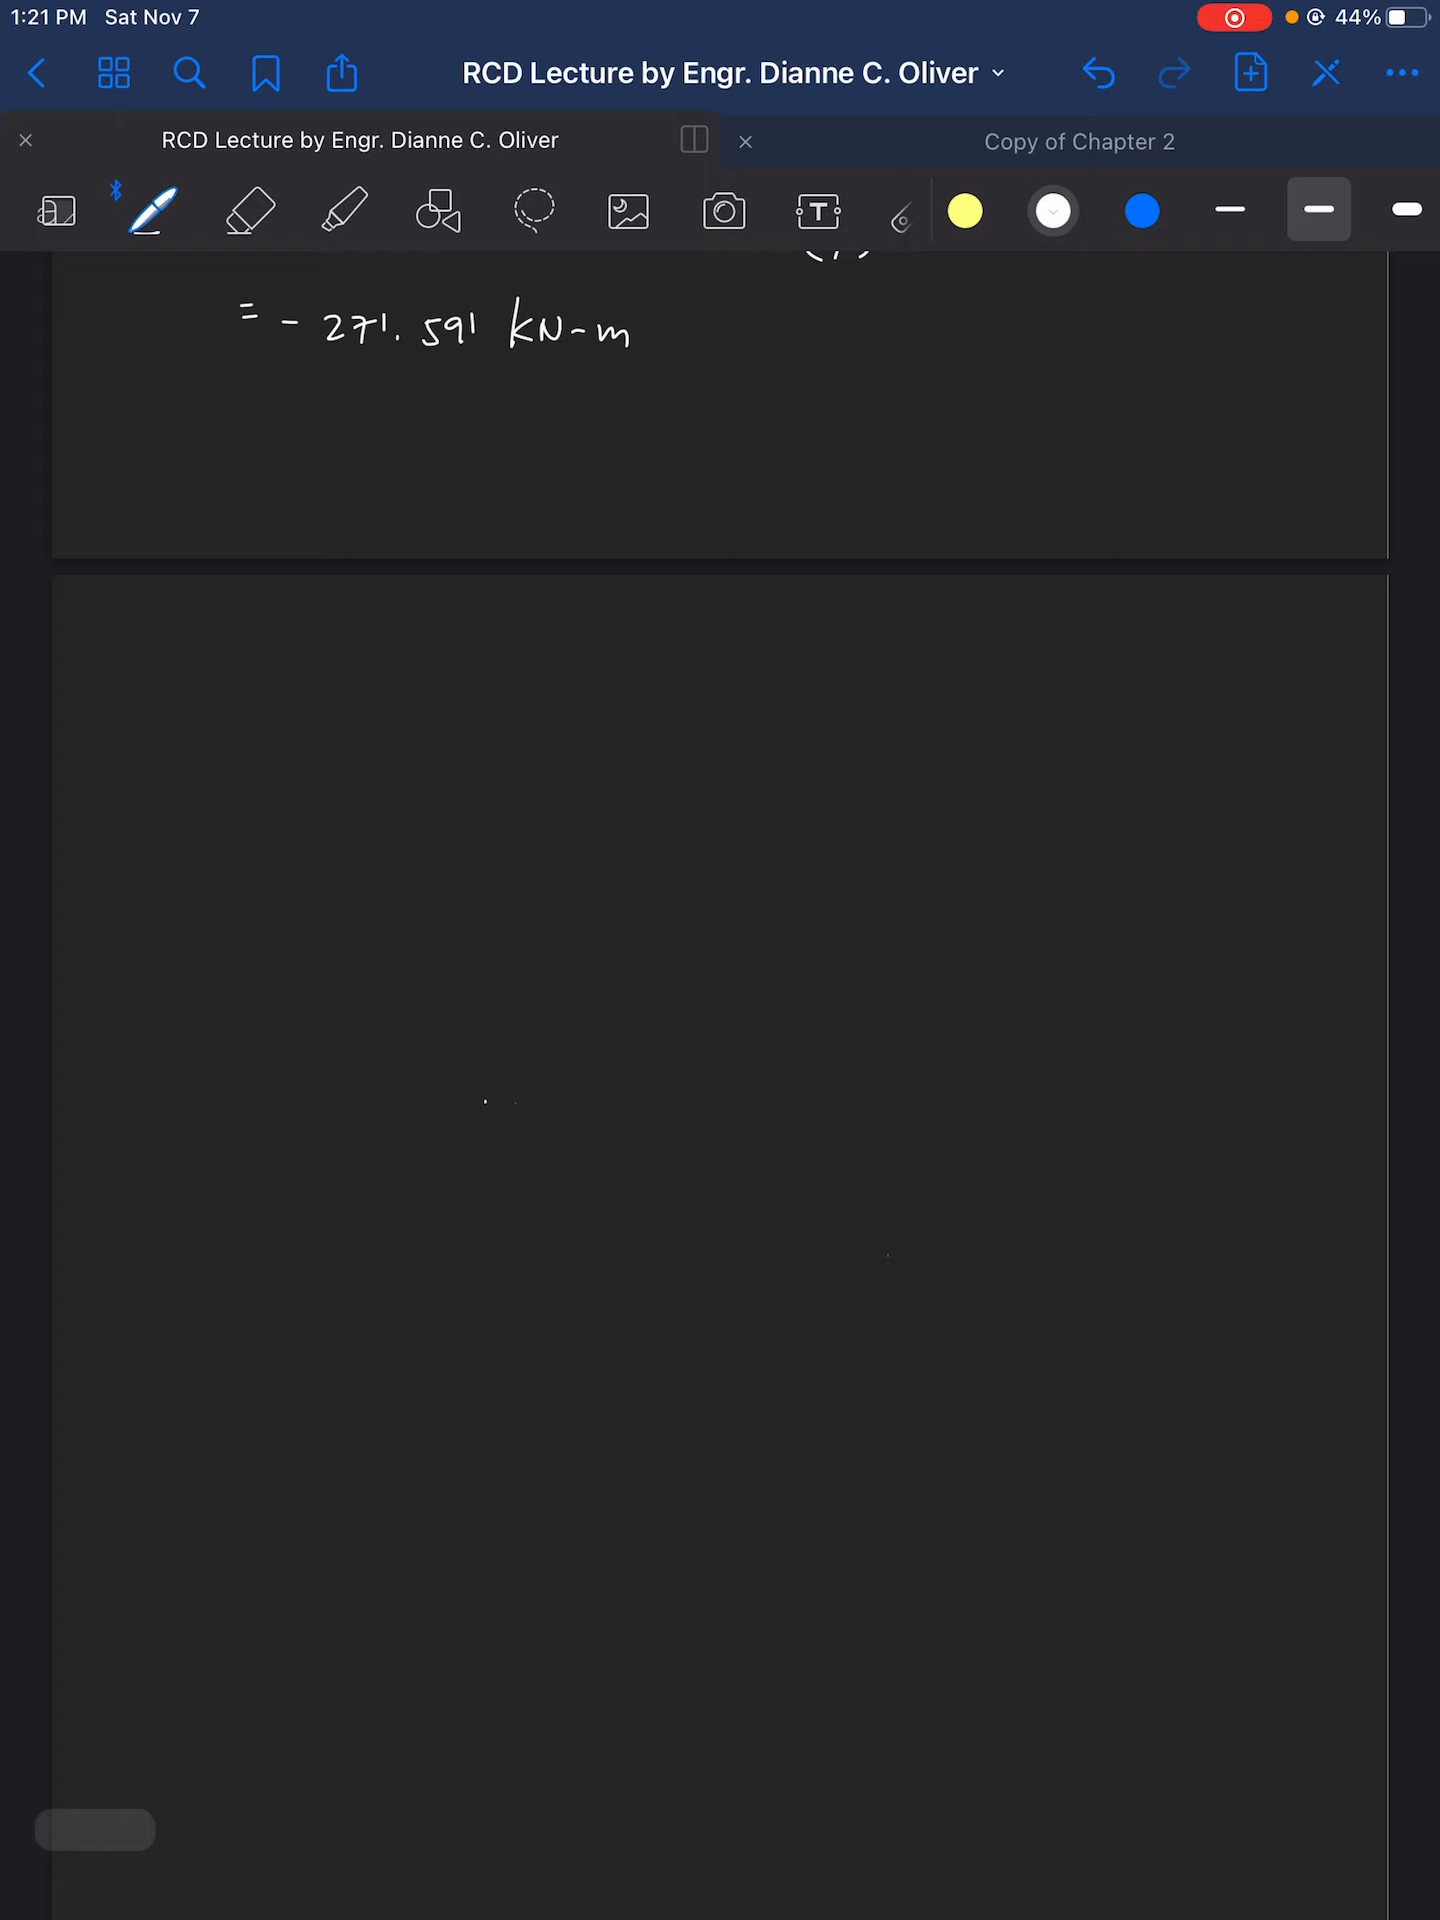 1:21 PM Sat Nov 7
44%
RCD Lecture by Engr. Dianne C. Oliver
RCD Lecture by Engr. Dianne C. Oliver
Copy of Chapter 2
T
= - 271.591 kN-m